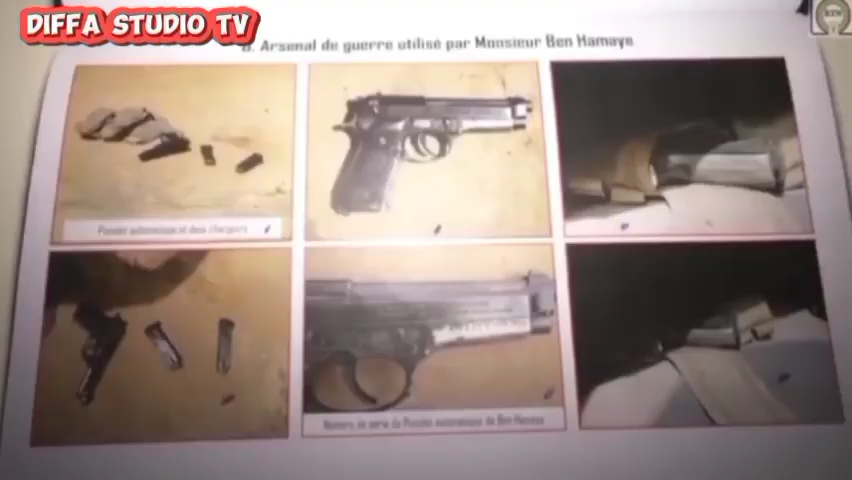 DIFFA STUDIO TV
Arsenal de guerre utilisé par Monsieur Ben Hamaye
Pistolet automatique et deux chargeurs
Numéro de série du Pistolet automatique de Ben Hamaye